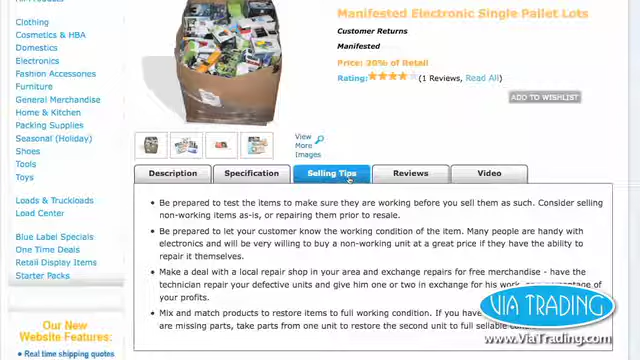 Clothing
Cosmetics & HBA
Domestics
Electronics
Fashion Accessories
Furniture
General Merchandise
Home & Kitchen
Packing Supplies
Seasonal (Holiday)
Shoes
Tools
Toys
Loads & Truckloads
Load Center
Blue Label Specials
One Time Deals
Retail Display Items
Starter Packs
Our New
Website Features:
• Real time shipping quotes
Manifested Electronic Single Pallet Lots
Customer Returns
Manifested
Price: 20% of Retail
Rating: (1 Reviews, Read All)
ADD TO WISHLIST
View
More
Images
Description Specification Selling Tips Reviews Video
• Be prepared to test the items to make sure they are working before you sell them as such. Consider selling
non-working items as-is, or repairing them prior to resale.
• Be prepared to let your customer know the working condition of the item. Many people are handy with
electronics and will be very willing to buy a non-working unit at a great price if they have the ability to
repair it themselves.
• Make a deal with a local repair shop in your area and exchange repairs for free merchandise - have the
technician repair your defective units and give him one or two in exchange for his work, of
your profits.
• Mix and match products to restore items to full working condition. If you have
are missing parts, take parts from one unit to restore the second unit to full sellable
VIA TRADING
www.ViaTrading.com